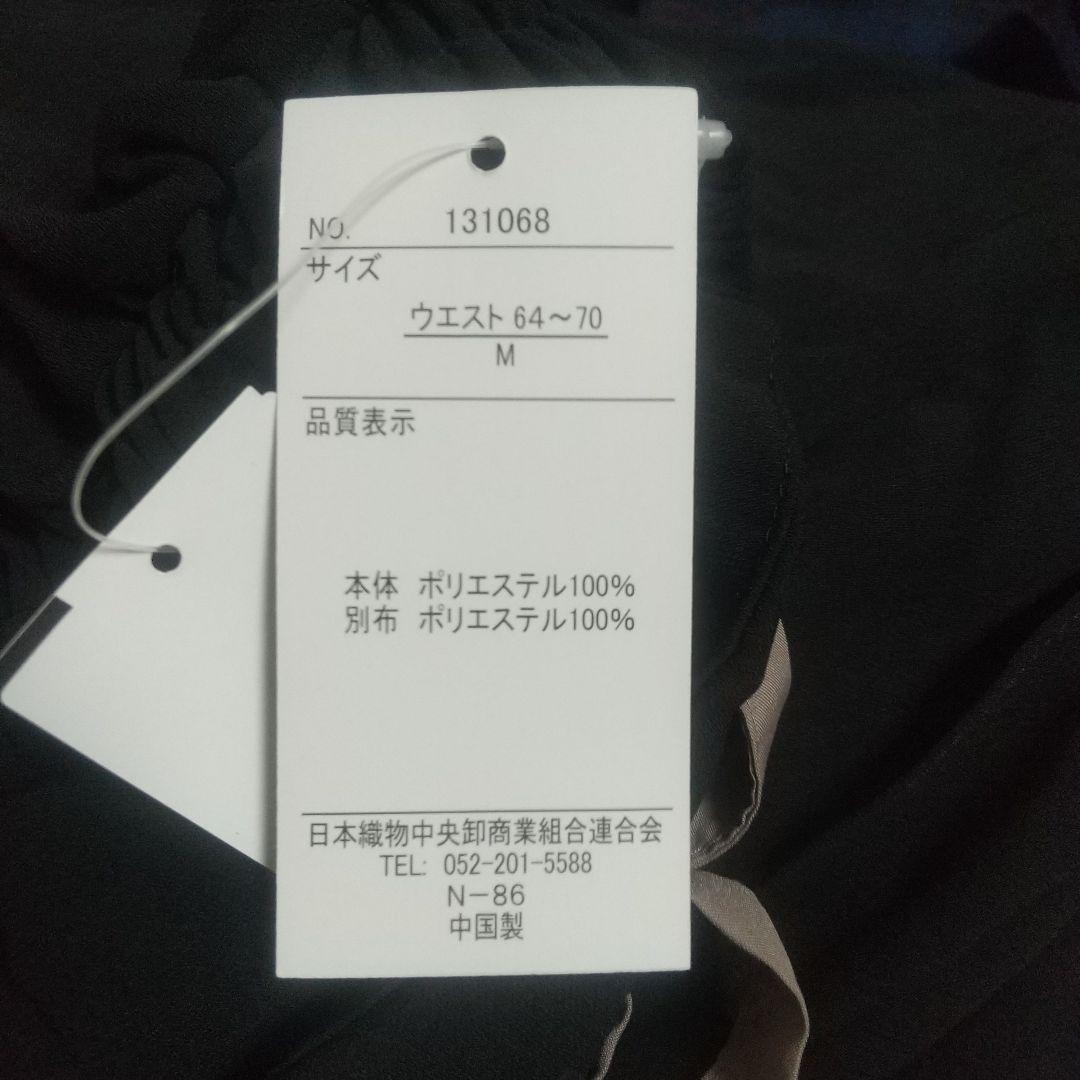 NO. 131068
サイズ
ウエスト 64～70
M
品質表示
本体 ポリエステル100%
別布 ポリエステル100%
日本織物中央卸商業組合連合会
TEL: 052-201-5588
N-86
中国製